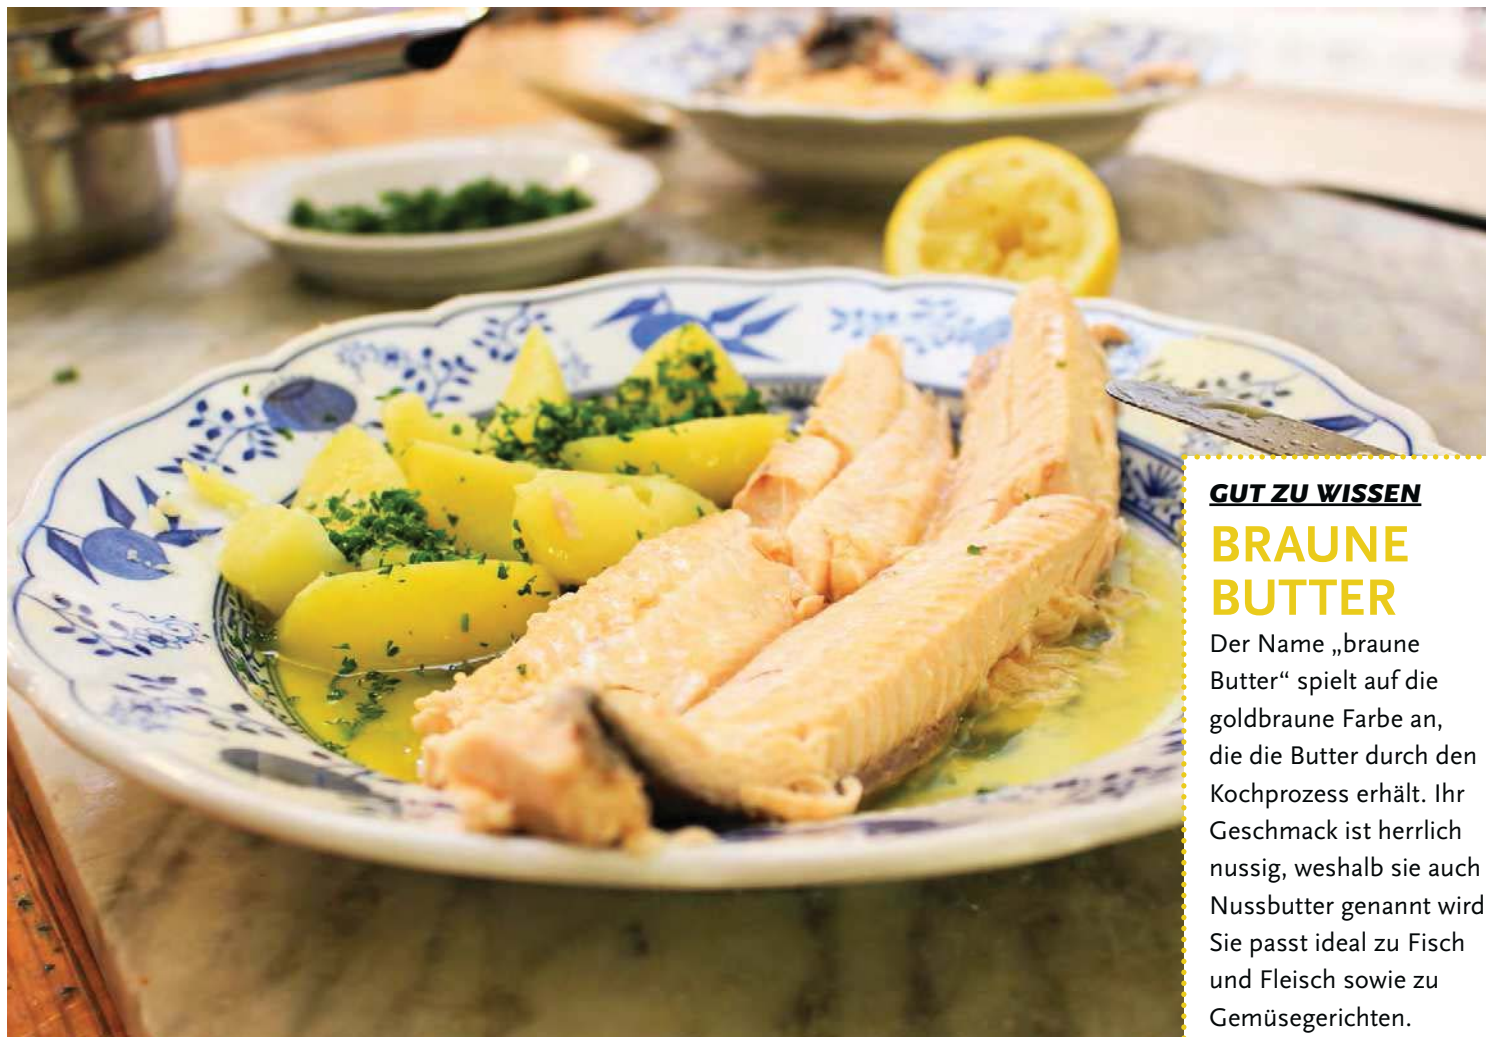 GUT ZU WISSEN
BRAUNE
BUTTER
Der Name „braune
Butter“ spielt auf die
goldbraune Farbe an,
die die Butter durch den
Kochprozess erhält. Ihr
Geschmack ist herrlich
nussig, weshalb sie auch
Nussbutter genannt wird
Sie passt ideal zu Fisch
und Fleisch sowie zu
Gemüsegerichten.